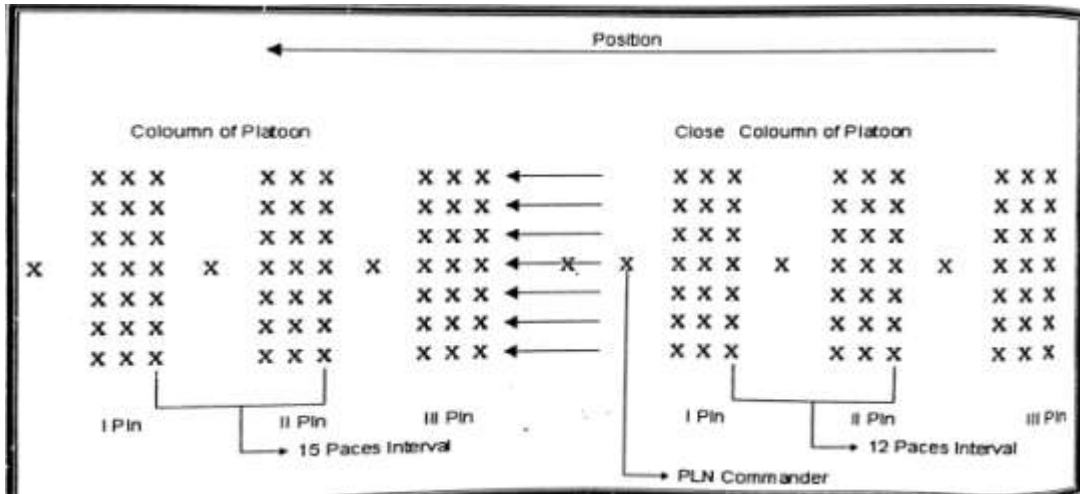 Position
Coloumn of Platoon
Close Coloumn of Platoon
X X X X X X X X X X X X X X X X X X
X X X X X X X X X X X X X X X X X X
X X X X X X X X X X X X X X X X X X
X X X X X X X X X X X X X X X X X X X X X X X X
X X X X X X X X X X X X X X X X X X
X X X X X X X X X X X X X X X X X X
X X X X X X X X X X X X X X X X X X
I Pln II Pln III Pln I Pln II Pln III Pln
15 Paces Interval 12 Paces Interval
PLN Commander